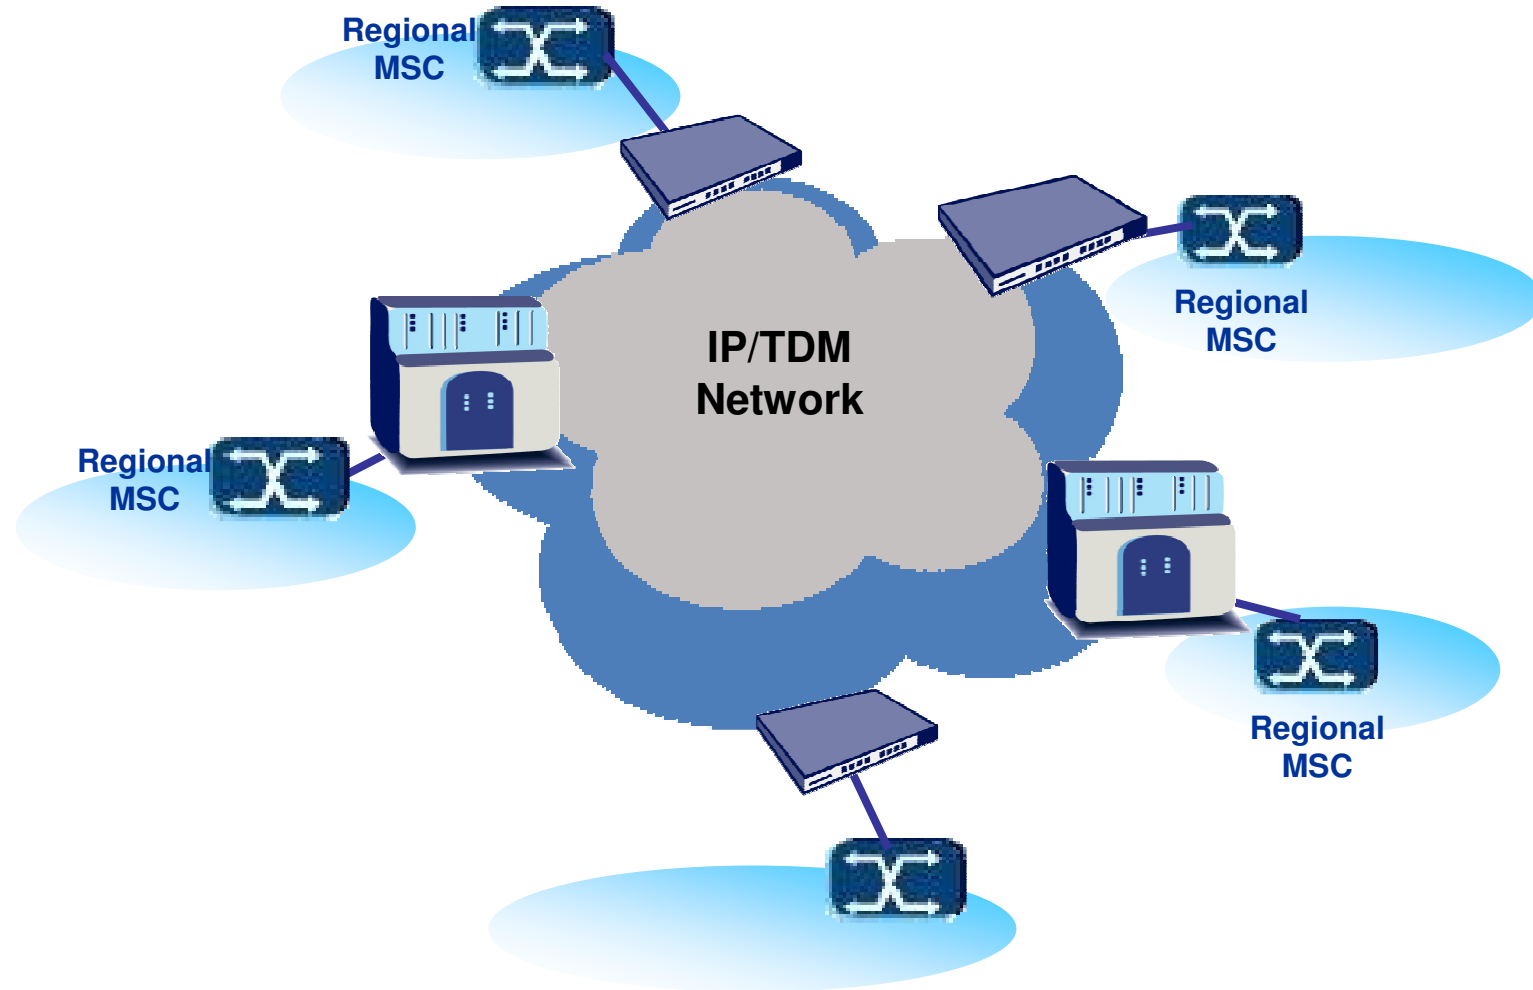 Regional
MSC
IP/TDM
Network
Regional
MSC
Regional
MSC
Regional
MSC